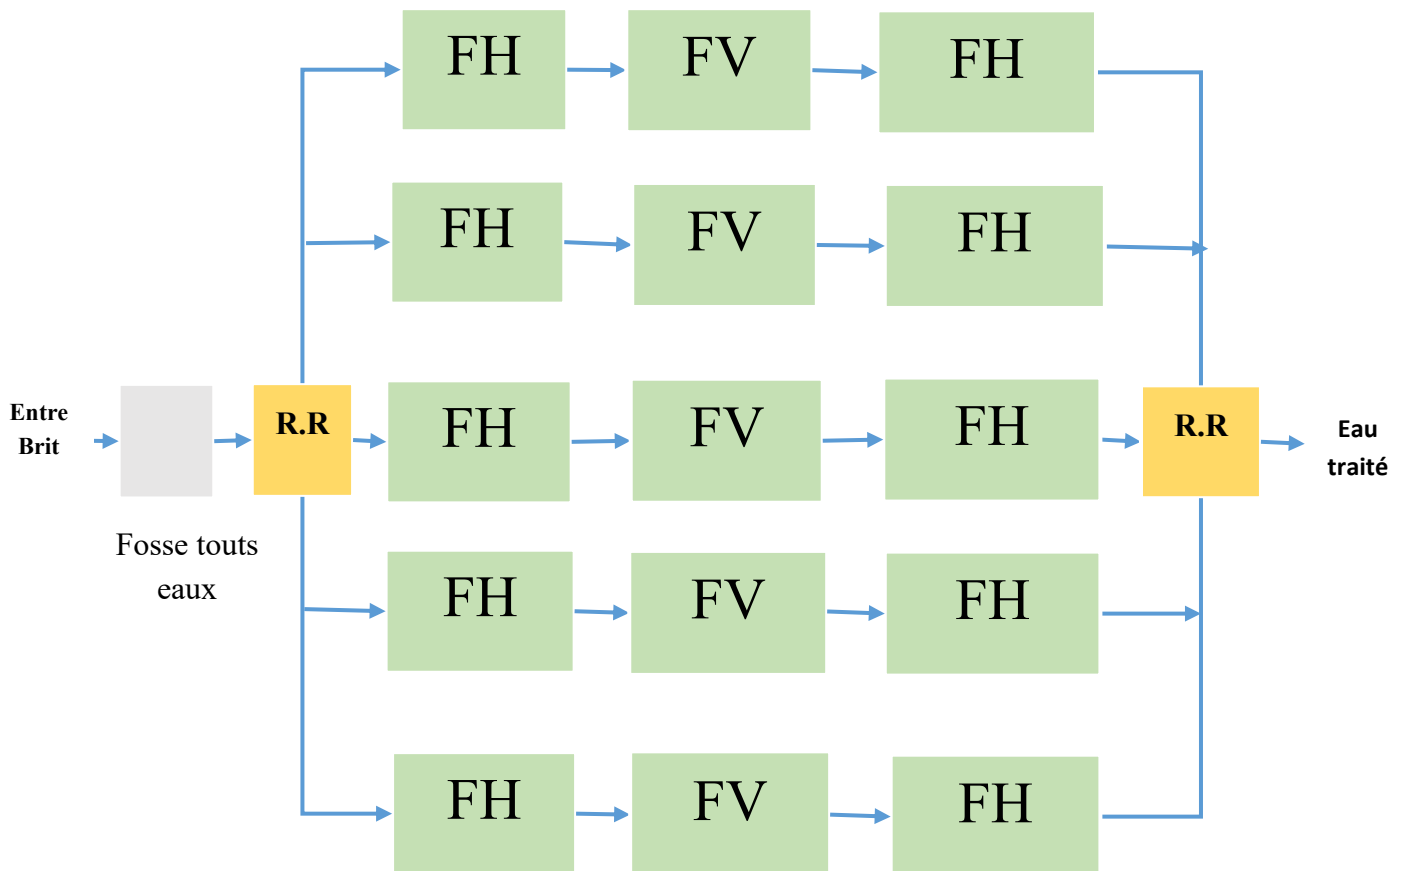 FH FV FH
FH FV FH
Entre
Brit
R.R
FH FV FH
R.R
Eau
traité
Fosse touts
eaux
FH FV FH
FH FV FH